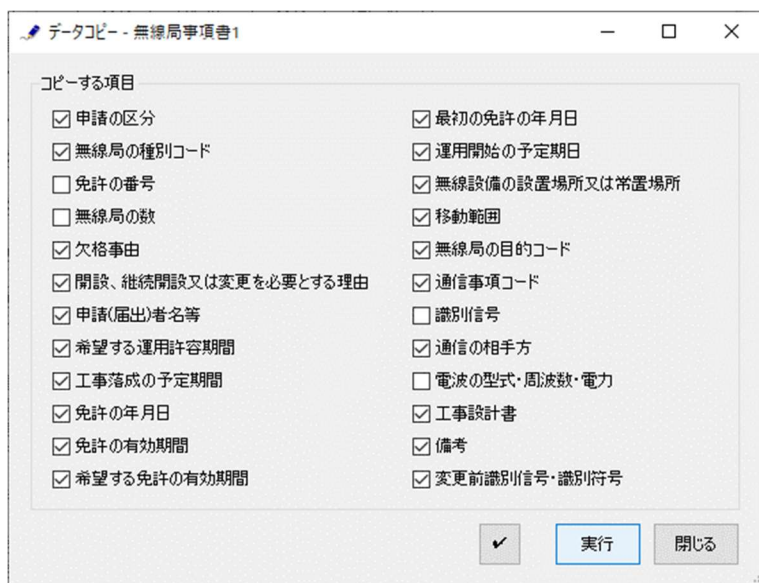 データコピー - 無線局事項書1
コピーする項目
申請の区分
無線局の種別コード
免許の番号
無線局の数
欠格事由
開設、継続開設又は変更を必要とする理由
申請(届出)者名等
希望する運用許容期間
工事落成の予定期間
免許の年月日
免許の有効期間
希望する免許の有効期間
最初の免許の年月日
運用開始の予定期日
無線設備の設置場所又は常置場所
移動範囲
無線局の目的コード
通信事項コード
識別信号
通信の相手方
電波の型式・周波数・電力
工事設計書
備考
変更前識別信号・識別符号
実行
閉じる